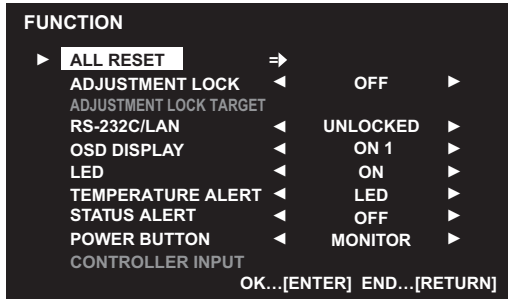 FUNCTION
ALL RESET
ADJUSTMENT LOCK OFF
ADJUSTMENT LOCK TARGET
RS-232C/LAN UNLOCKED
OSD DISPLAY ON 1
LED ON
TEMPERATURE ALERT LED
STATUS ALERT OFF
POWER BUTTON MONITOR
CONTROLLER INPUT
OK…[ENTER] END…[RETURN]